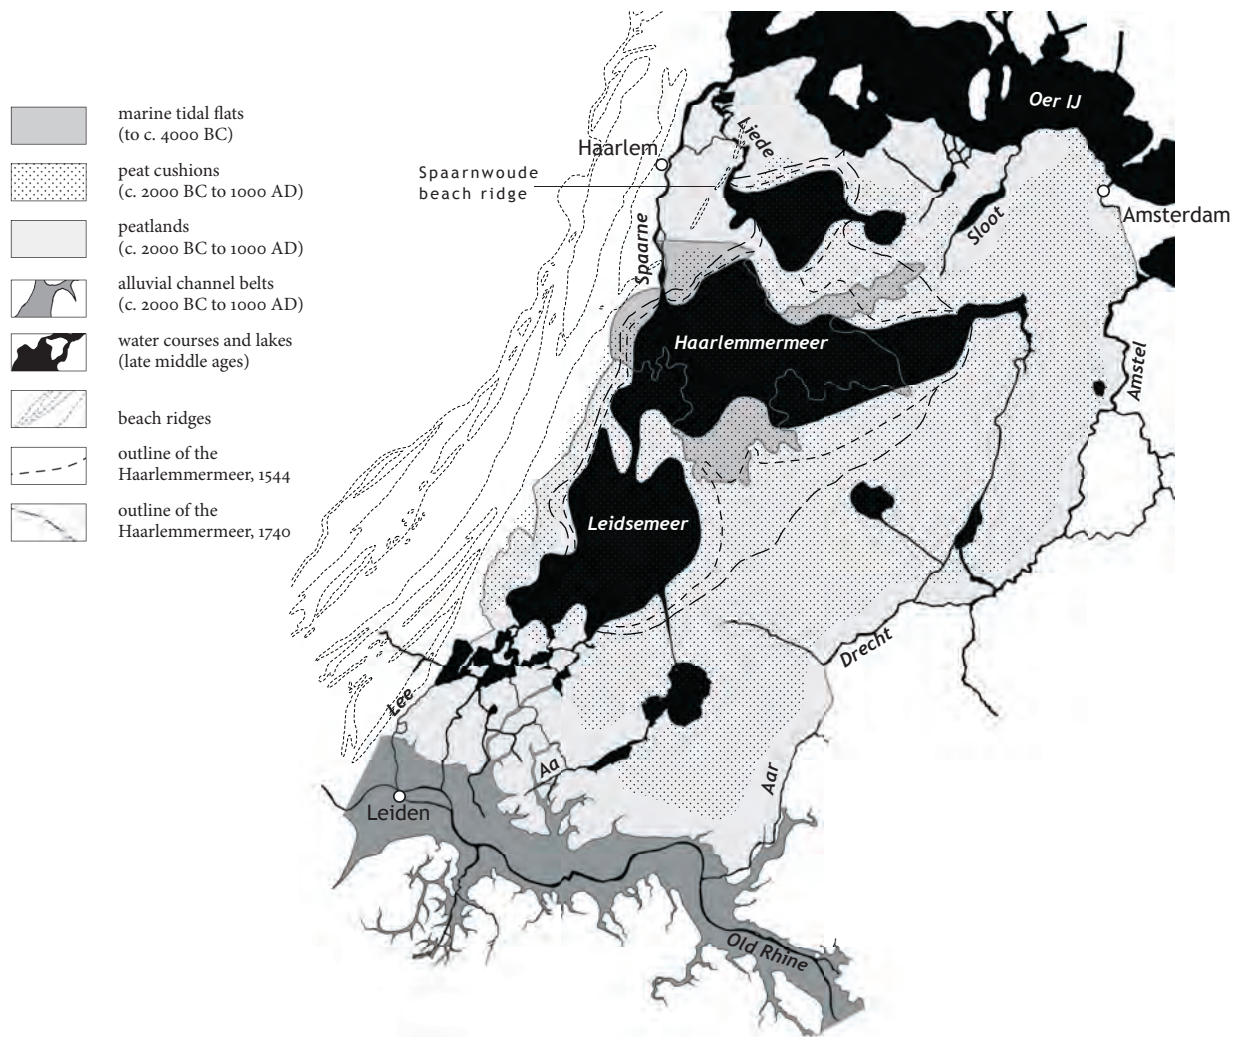 marine tidal flats
(to c. 4000 BC)
peat cushions
(c. 2000 BC to 1000 AD)
peatlands
(c. 2000 BC to 1000 AD)
alluvial channel belts
(c. 2000 BC to 1000 AD)
water courses and lakes
(late middle ages)
beach ridges
outline of the
Haarlemmermeer, 1544
outline of the
Haarlemmermeer, 1740
Oer IJ
Liede
Haarlem
Spaarnwoude
beach ridge
Amsterdam
Sloot
Spaarne
Haarlemmermeer
Amstel
Leidsemeer
Drecht
Lee
Aa
Aar
Leiden
Old Rhine